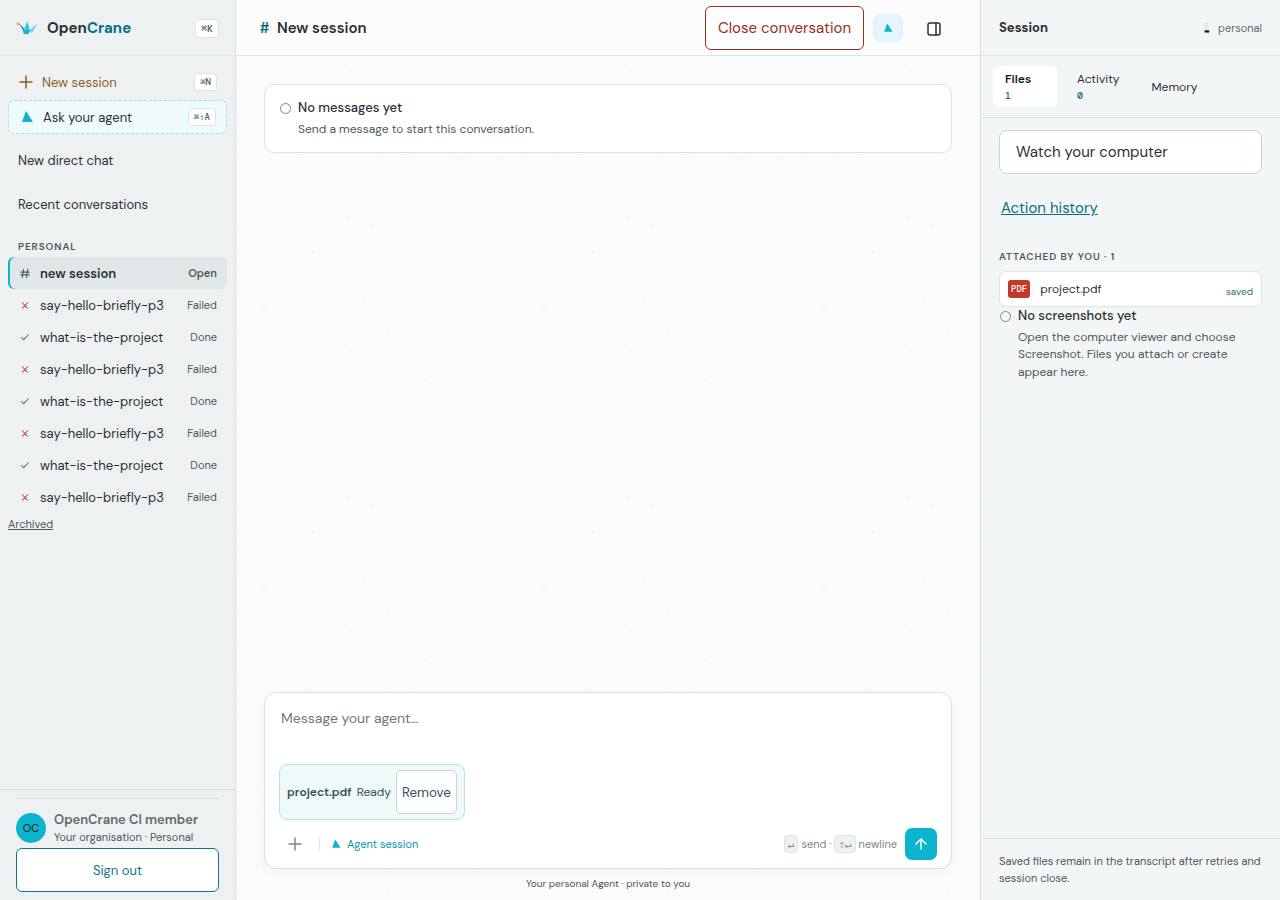 OpenCrane ⌘K
New session ⌘N
Ask your agent ⌘⇧A
New direct chat
Recent conversations
PERSONAL
# new session Open
say-hello-briefly-p3 Failed
what-is-the-project Done
say-hello-briefly-p3 Failed
what-is-the-project Done
say-hello-briefly-p3 Failed
what-is-the-project Done
say-hello-briefly-p3 Failed
Archived
OC OpenCrane CI member
Your organisation · Personal
Sign out
# New session
Close conversation
No messages yet
Send a message to start this conversation.
Message your agent…
project.pdf Ready Remove
Agent session
↵ send · ⇧↵ newline
Your personal Agent · private to you
Session personal
Files 1
Activity 0
Memory
Watch your computer
Action history
ATTACHED BY YOU · 1
PDF project.pdf saved
No screenshots yet
Open the computer viewer and choose
Screenshot. Files you attach or create
appear here.
Saved files remain in the transcript after retries and
session close.